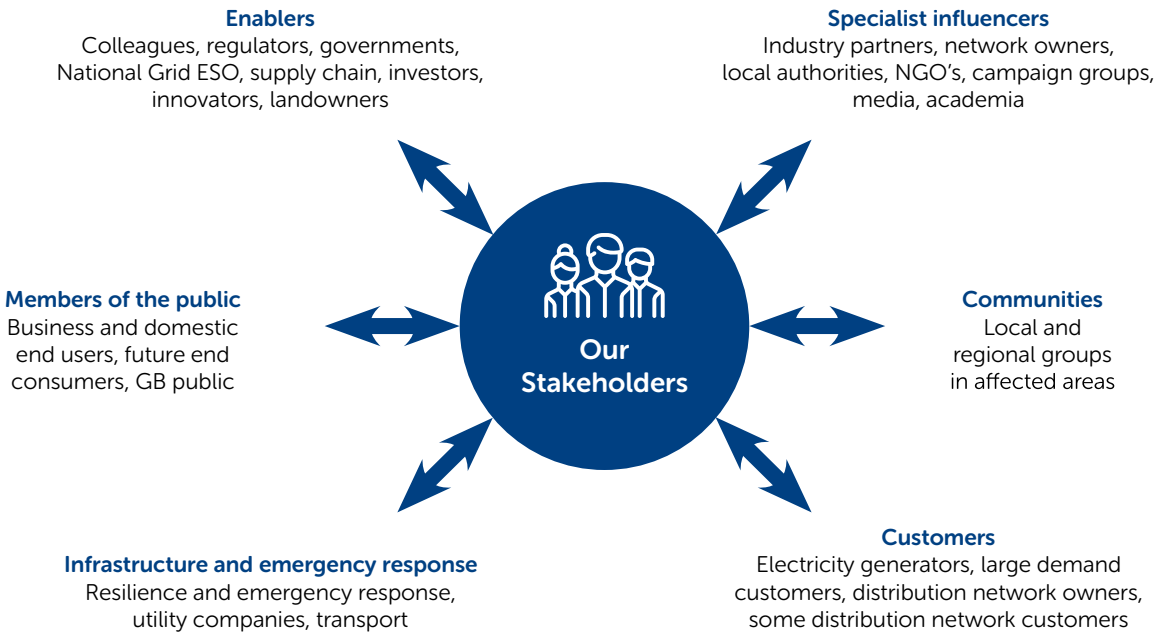 Enablers
Colleagues, regulators, governments,
National Grid ESO, supply chain, investors,
innovators, landowners
Specialist influencers
Industry partners, network owners,
local authorities, NGO's, campaign groups,
media, academia
Members of the public
Business and domestic
end users, future end
consumers, GB public
Our
Stakeholders
Communities
Local and
regional groups
in affected areas
Infrastructure and emergency response
Resilience and emergency response,
utility companies, transport
Customers
Electricity generators, large demand
customers, distribution network owners,
some distribution network customers